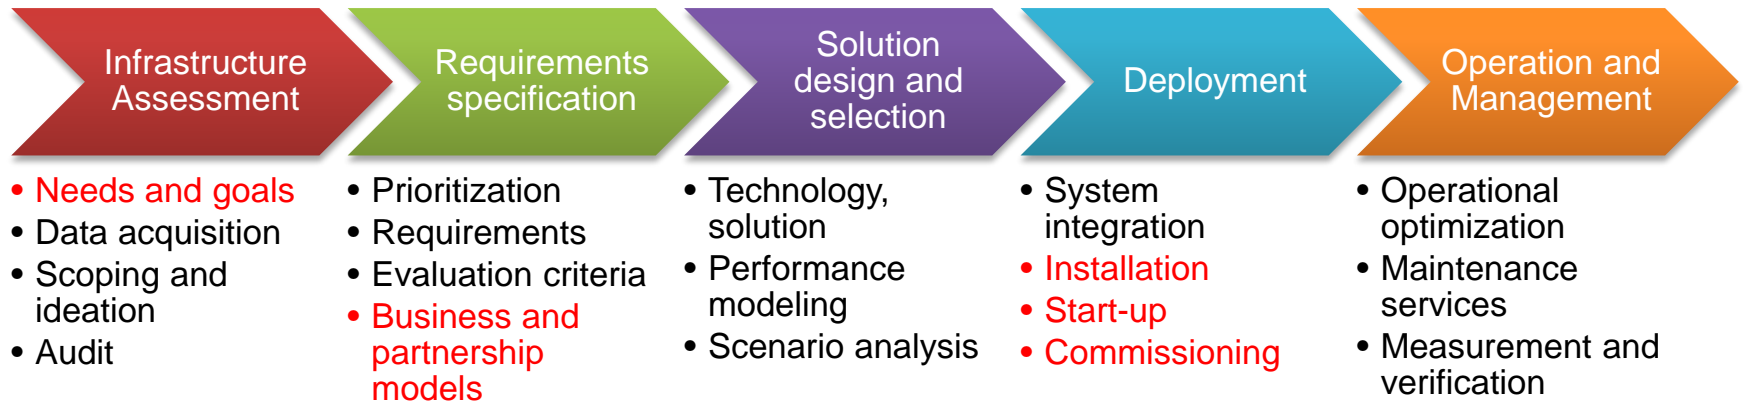 Infrastructure
Assessment
• Needs and goals
• Data acquisition
• Scoping and
ideation
• Audit
Requirements
specification
• Prioritization
• Requirements
• Evaluation criteria
• Business and
partnership
models
Solution
design and
selection
• Technology,
solution
• Performance
modeling
• Scenario analysis
Deployment
• System
integration
• Installation
• Start-up
• Commissioning
Operation and
Management
• Operational
optimization
• Maintenance
services
• Measurement and
verification